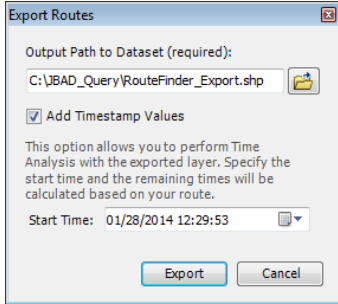 Export Routes
Output Path to Dataset (required):
C:\JBAD_Query\RouteFinder_Export.shp
Add Timestamp Values
This option allows you to perform Time
Analysis with the exported layer. Specify the
start time and the remaining times will be
calculated based on your route.
Start Time: 01/28/2014 12:29:53
Export Cancel